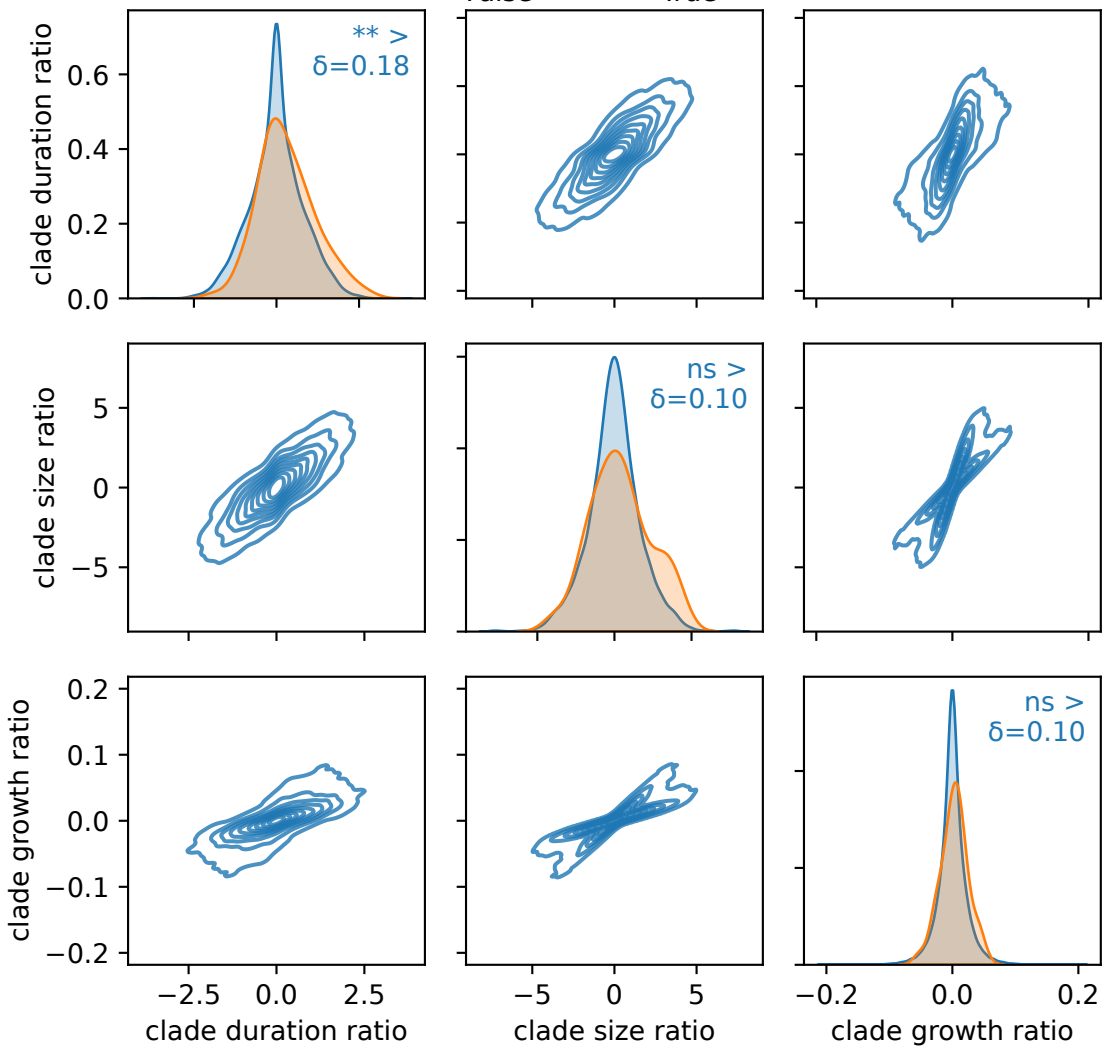 ** >
δ=0.18
clade duration ratio
0.6
0.4
0.2
0.0
ns >
δ=0.10
clade size ratio
5
0
−5
ns >
δ=0.10
clade growth ratio
0.2
0.1
0.0
−0.1
−0.2
−2.5 0.0 2.5
−5 0 5
−0.2 0.0 0.2
clade duration ratio
clade size ratio
clade growth ratio